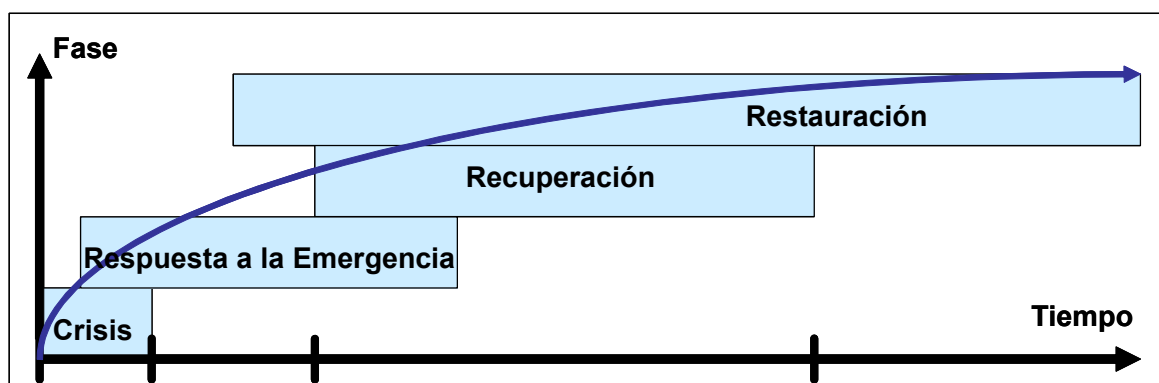 Fase
Restauración
Recuperación
Respuesta a la Emergencia
Crisis
Tiempo